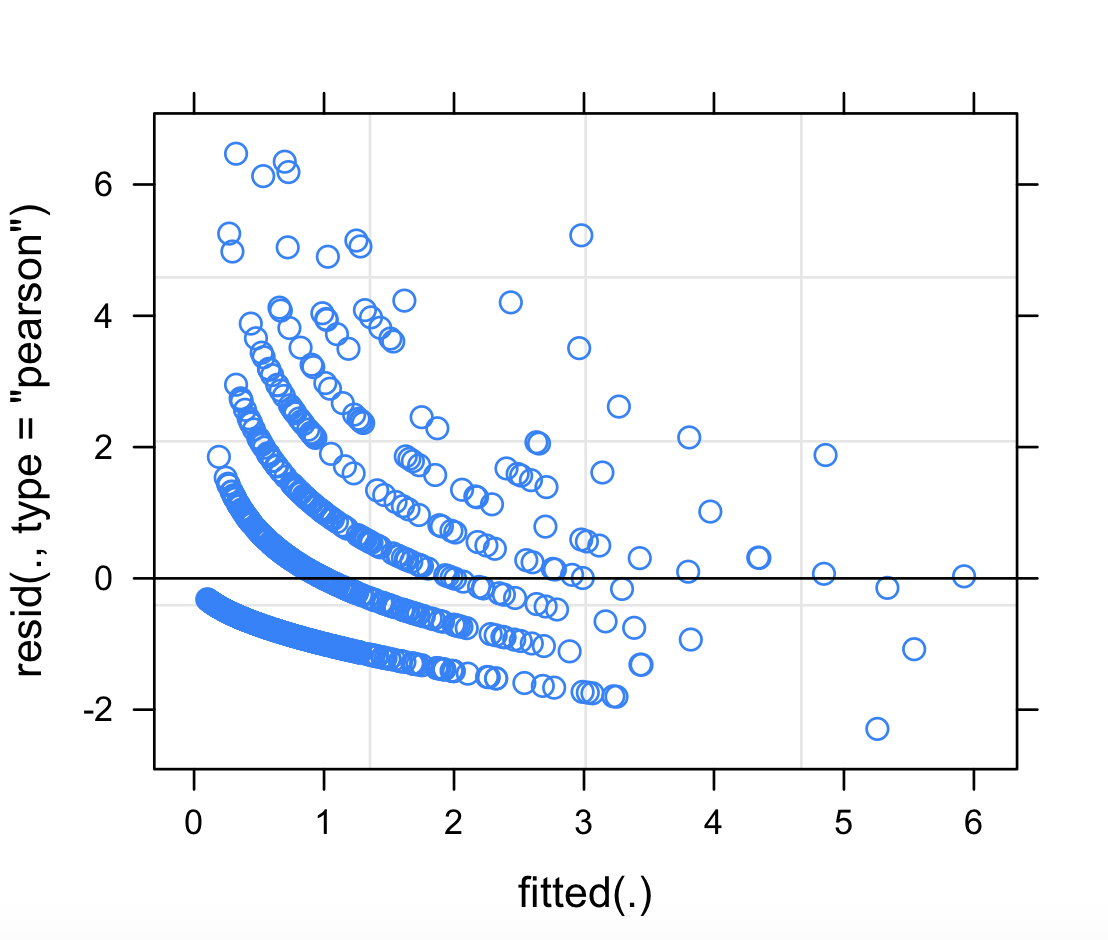 resid(., type = "pearson")
6
4
2
0
-2
0 1 2 3 4 5 6
fitted(.)